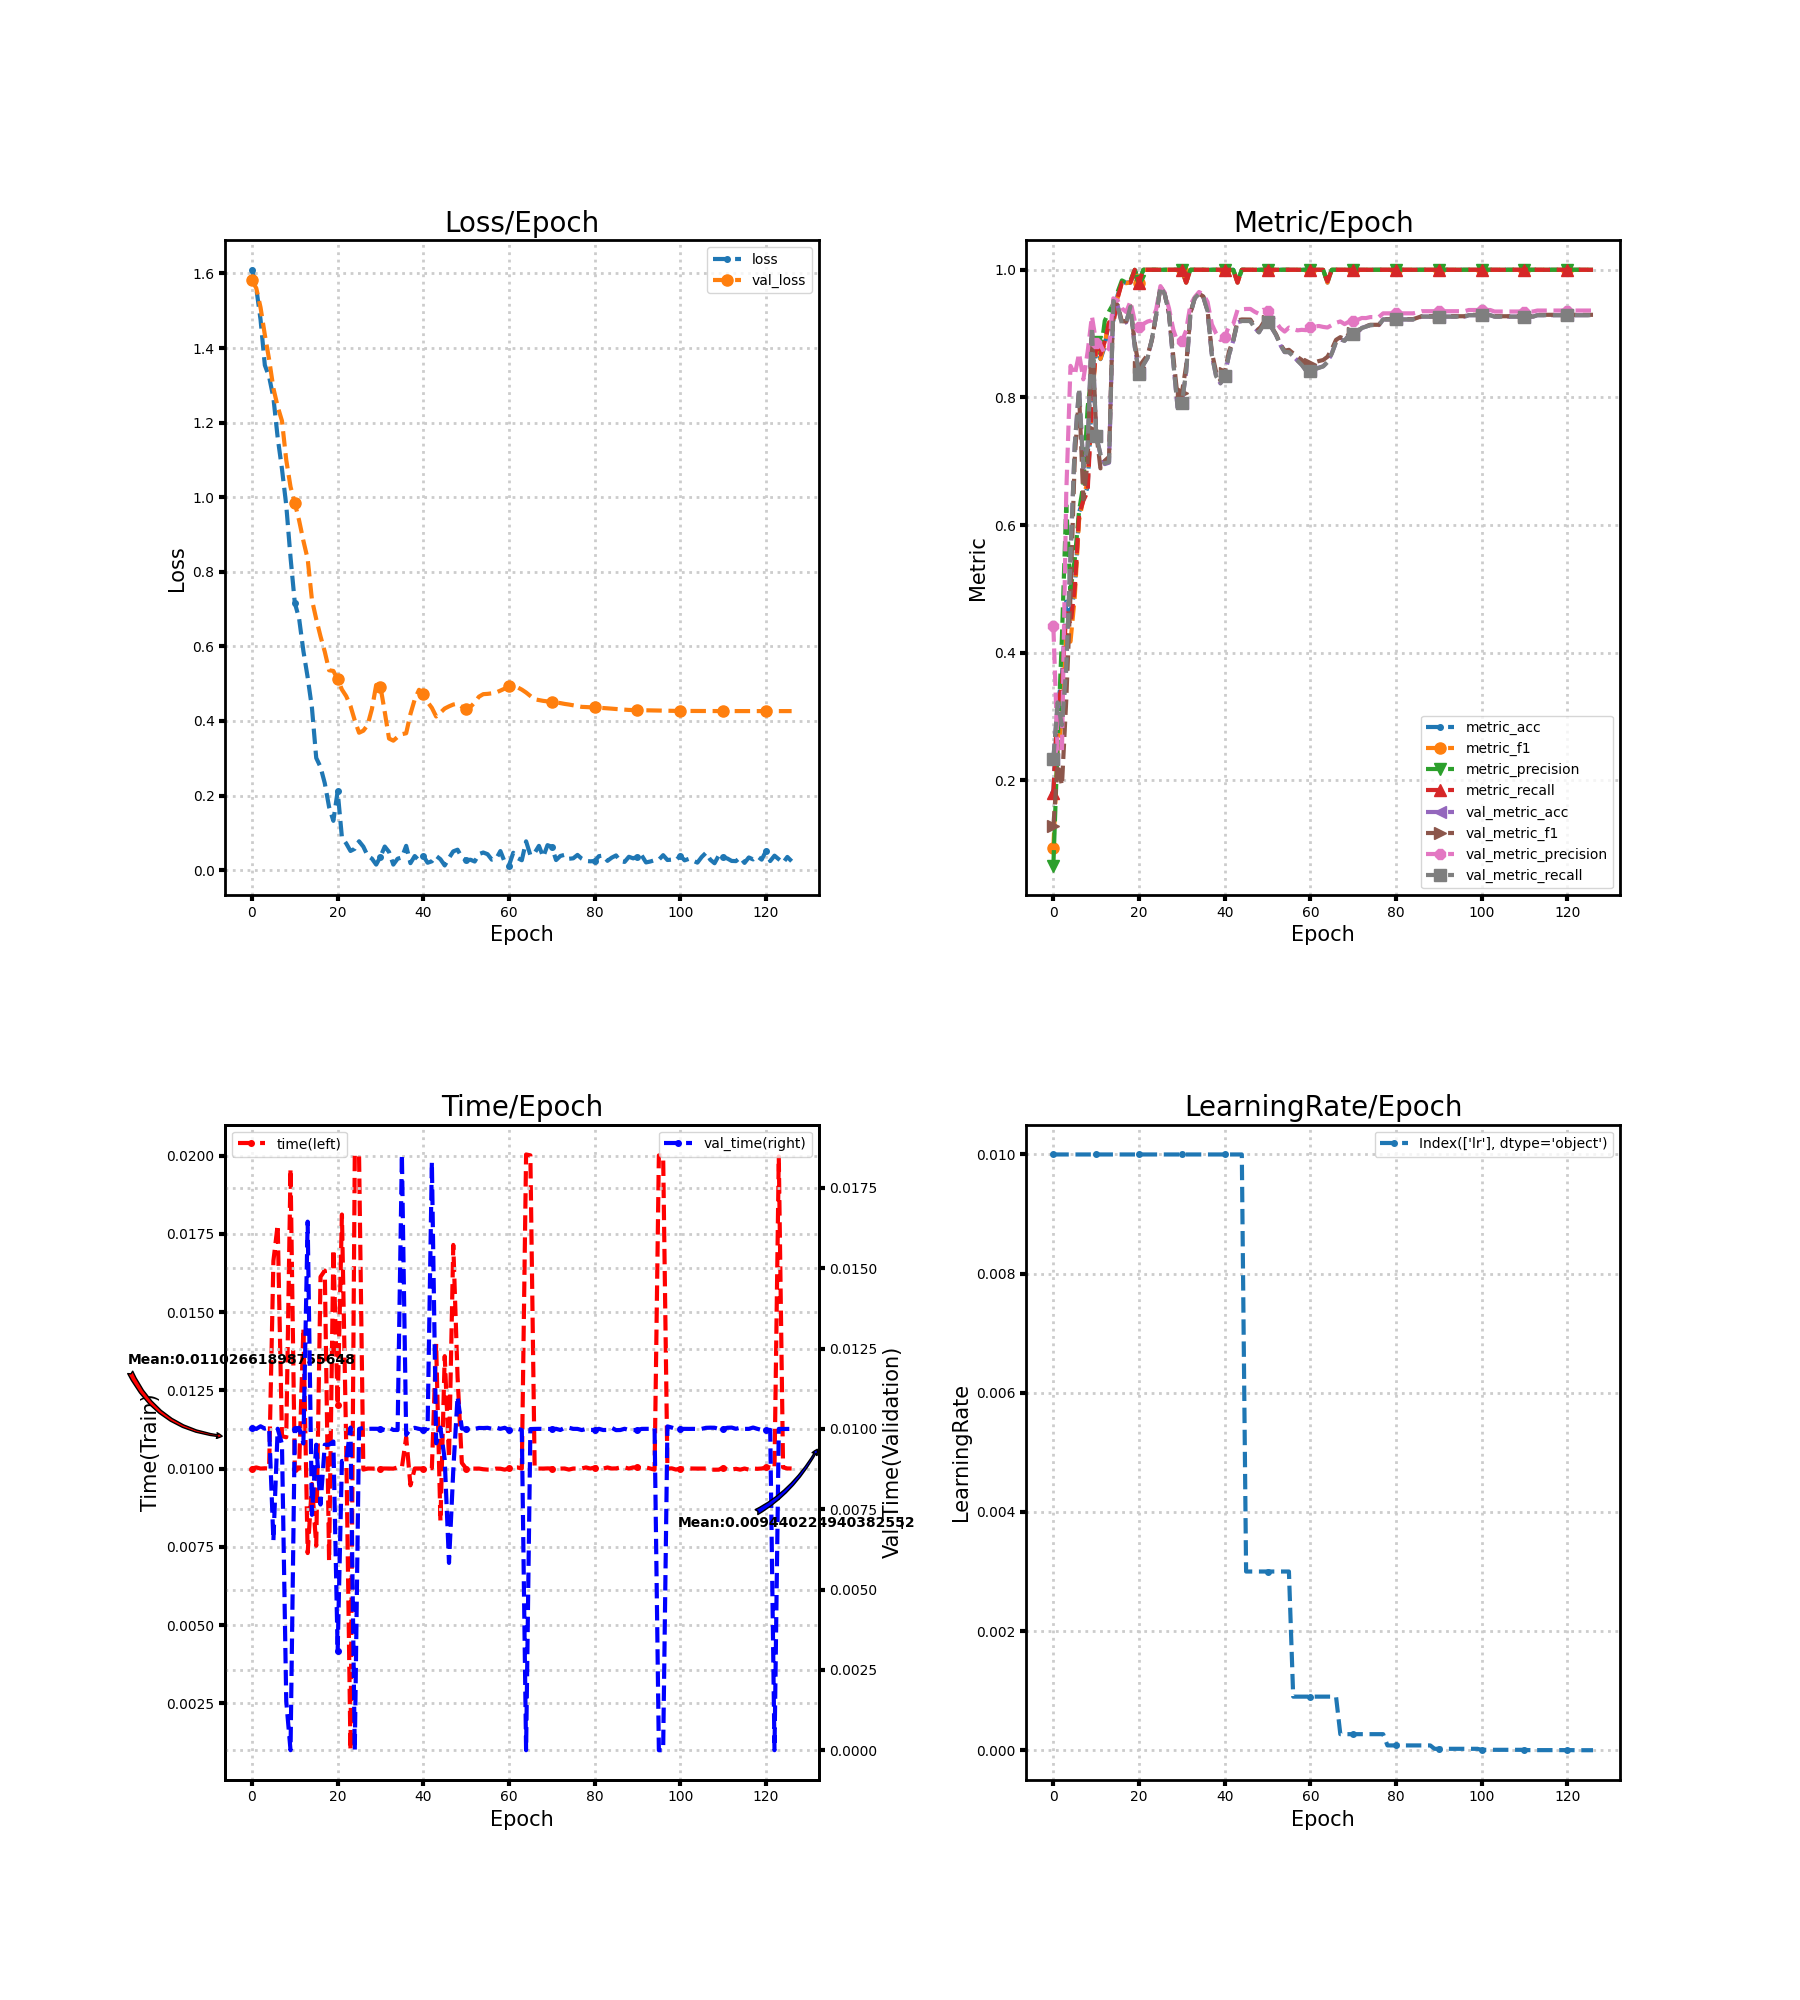 Loss/Epoch
1.6
1.4
1.2
1.0
0.8
0.6
0.4
0.2
0.0
Loss
loss
val_loss
0 20 40 60 80 100 120
Epoch
Metric/Epoch
1.0
0.8
0.6
0.4
0.2
Metric
metric_acc
metric_f1
metric_precision
metric_recall
val_metric_acc
val_metric_f1
val_metric_precision
val_metric_recall
0 20 40 60 80 100 120
Epoch
Time/Epoch
time(left)
val_time(right)
0.0200
0.0175
0.0150
0.0125
0.0100
0.0075
0.0050
0.0025
Time(Train)
0.0175
0.0150
0.0125
0.0100
0.0075
0.0050
0.0025
0.0000
Val_Time(Validation)
Mean:0.01102661898755648
Mean:0.009440224940382552
0 20 40 60 80 100 120
Epoch
LearningRate/Epoch
Index(['lr'], dtype='object')
0.010
0.008
0.006
0.004
0.002
0.000
LearningRate
0 20 40 60 80 100 120
Epoch